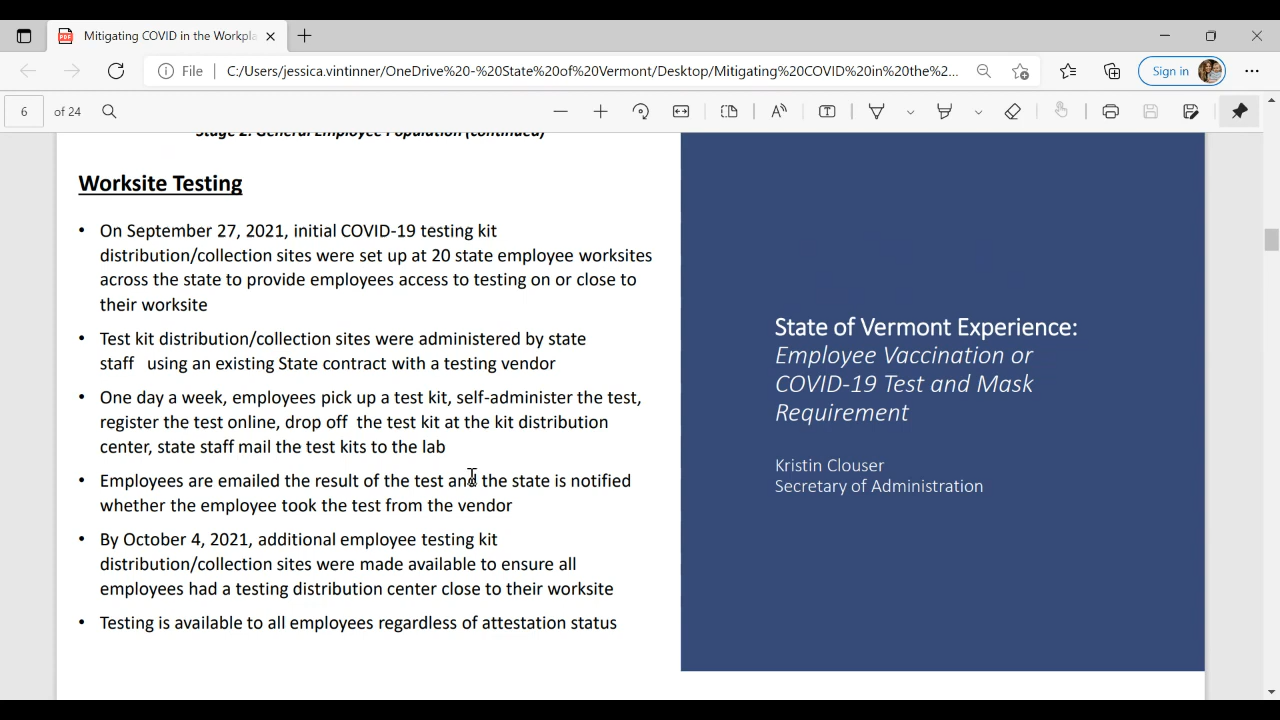 Mitigating COVID in the Workpla
File
C:/Users/jessica.vintinner/OneDrive%20-%20State%20of%20Vermont/Desktop/Mitigating%20COVID%20in%20the%2...
Sign in
6 of 24
Stage 2: General Employee Population (continued)
Worksite Testing
• On September 27, 2021, initial COVID-19 testing kit
distribution/collection sites were set up at 20 state employee worksites
across the state to provide employees access to testing on or close to
their worksite
• Test kit distribution/collection sites were administered by state
staff using an existing State contract with a testing vendor
• One day a week, employees pick up a test kit, self-administer the test,
register the test online, drop off the test kit at the kit distribution
center, state staff mail the test kits to the lab
• Employees are emailed the result of the test and the state is notified
whether the employee took the test from the vendor
• By October 4, 2021, additional employee testing kit
distribution/collection sites were made available to ensure all
employees had a testing distribution center close to their worksite
• Testing is available to all employees regardless of attestation status
State of Vermont Experience:
Employee Vaccination or
COVID-19 Test and Mask
Requirement
Kristin Clouser
Secretary of Administration